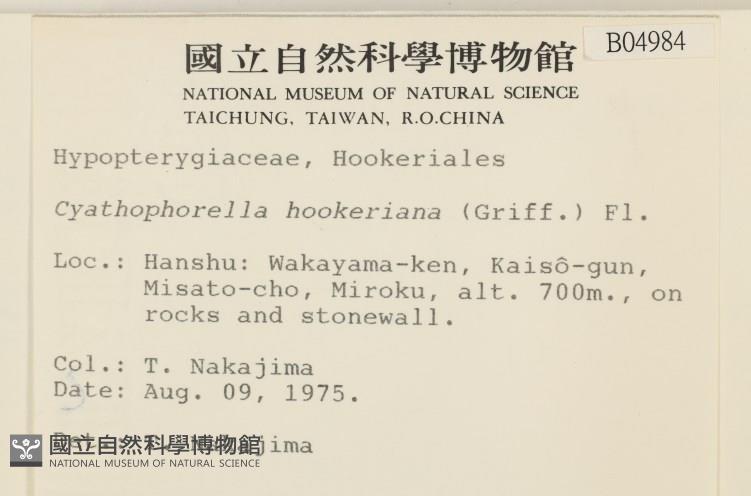 國立自然科學博物館
B04984
NATIONAL MUSEUM OF NATURAL SCIENCE
TAICHUNG, TAIWAN, R.O.CHINA
Hypopterygiaceae, Hookeriales
Cyathophorella hookeriana (Griff.) Fl.
Loc.: Hanshu: Wakayama-ken, Kaisô-gun,
Misato-cho, Miroku, alt. 700m., on
rocks and stonewall.
Col.: T. Nakajima
Date: Aug. 09, 1975.
Det.: T. Nakajima
國立自然科學博物館
NATIONAL MUSEUM OF NATURAL SCIENCE